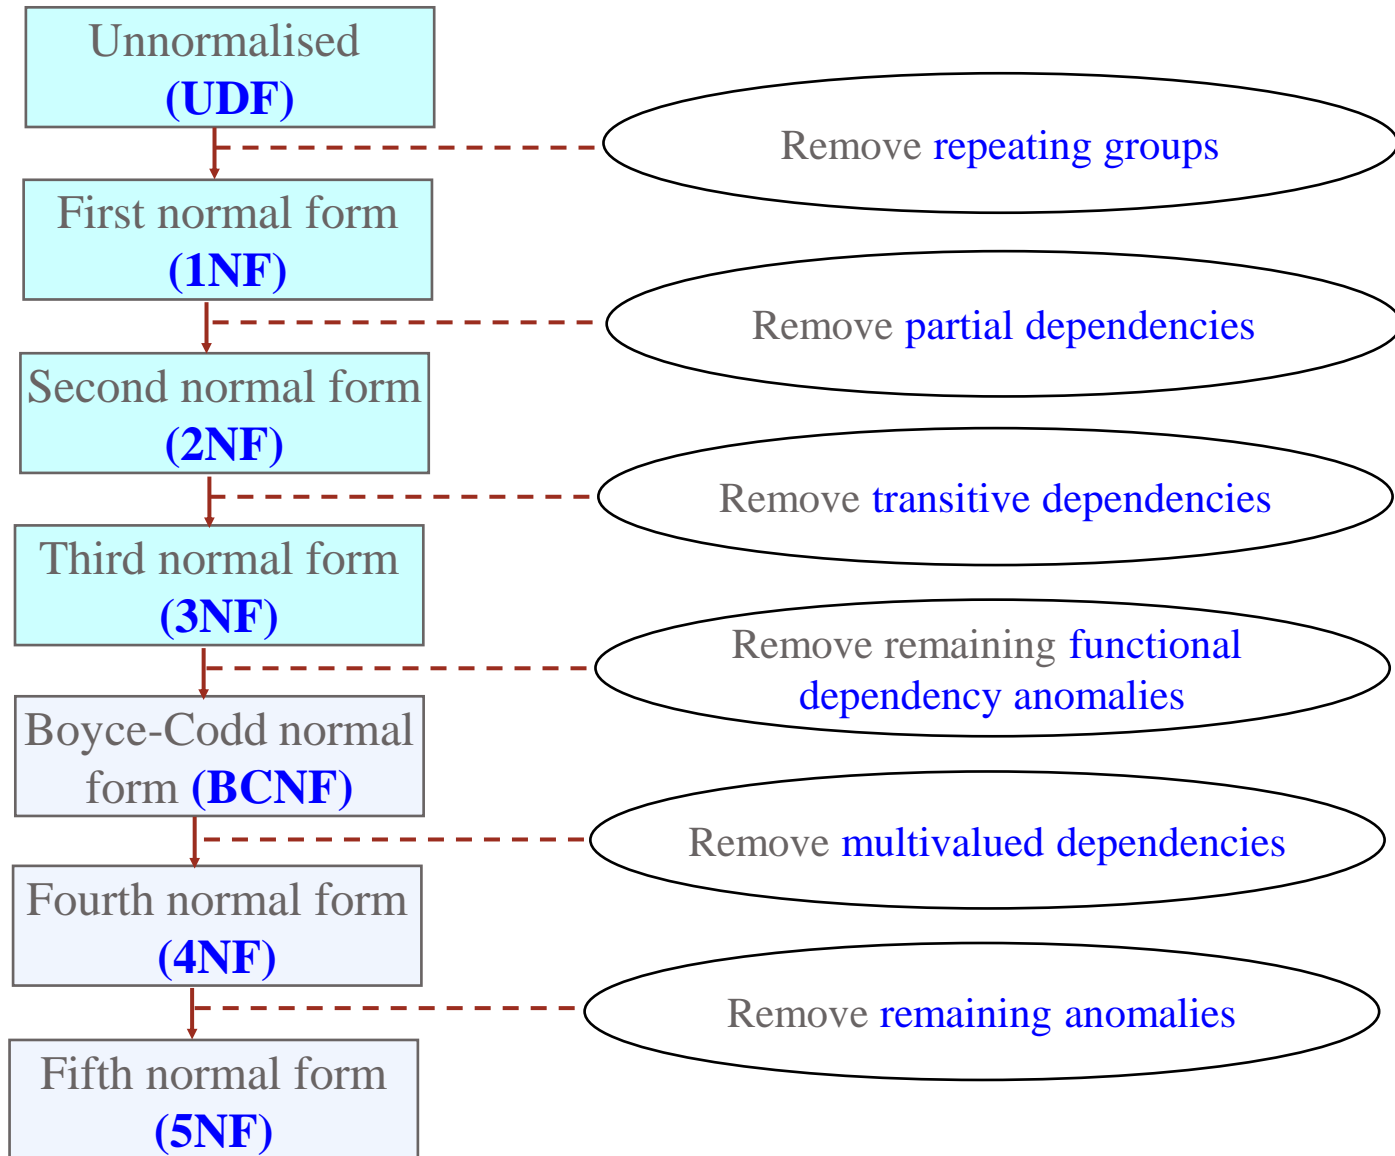 Unnormalised
(UDF)
Remove repeating groups
First normal form
(1NF)
Remove partial dependencies
Second normal form
(2NF)
Remove transitive dependencies
Third normal form
(3NF)
Remove remaining functional
dependency anomalies
Boyce-Codd normal
form (BCNF)
Remove multivalued dependencies
Fourth normal form
(4NF)
Remove remaining anomalies
Fifth normal form
(5NF)